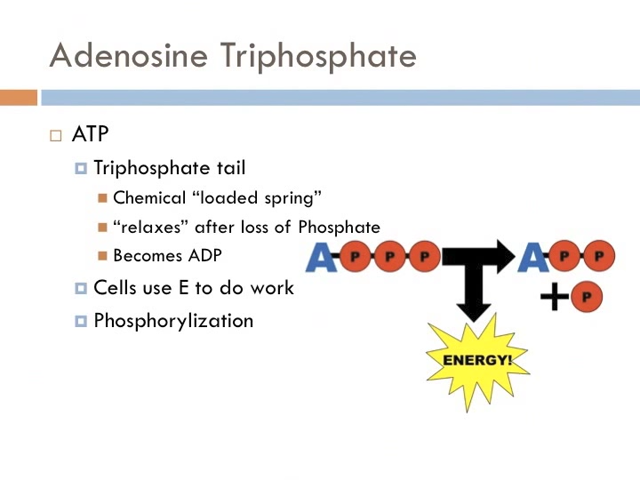 Adenosine Triphosphate
ATP
Triphosphate tail
Chemical “loaded spring”
“relaxes” after loss of Phosphate
Becomes ADP
Cells use E to do work
Phosphorylization
A P P P
A P P
+ P
ENERGY!